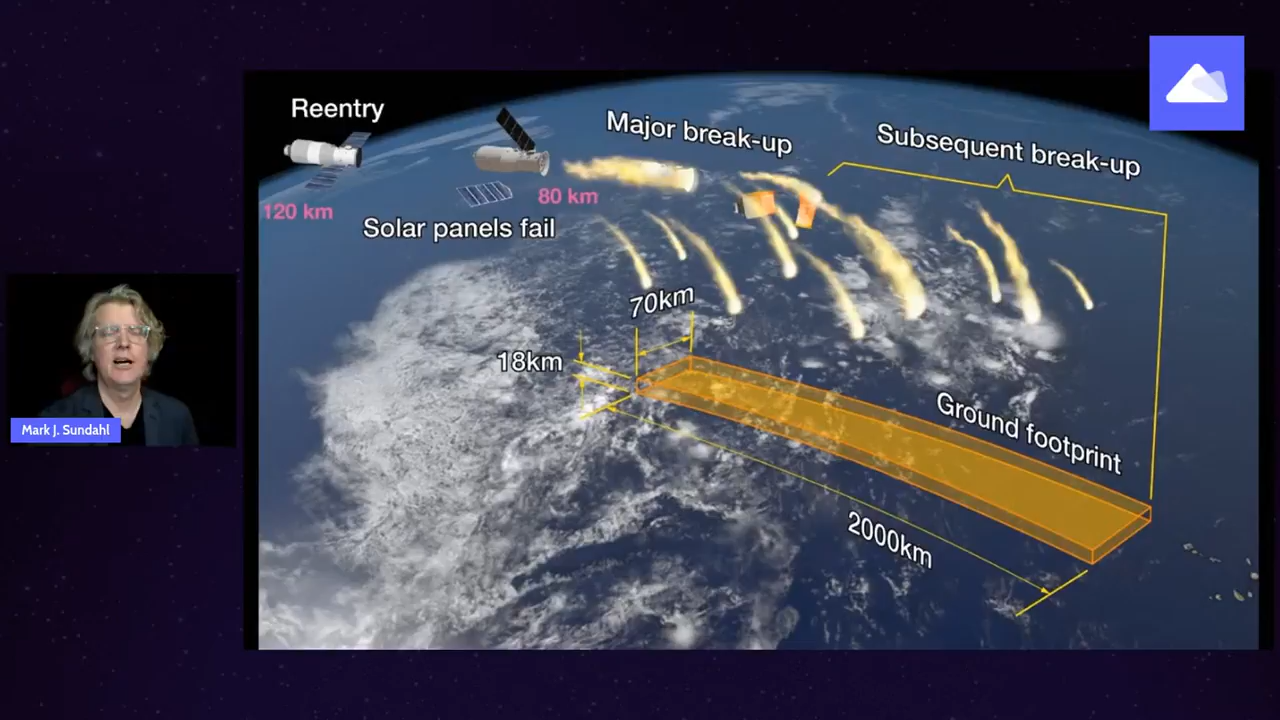 Reentry
120 km
Solar panels fail
80 km
Major break-up
Subsequent break-up
70km
18km
Ground footprint
2000km
Mark J. Sundahl